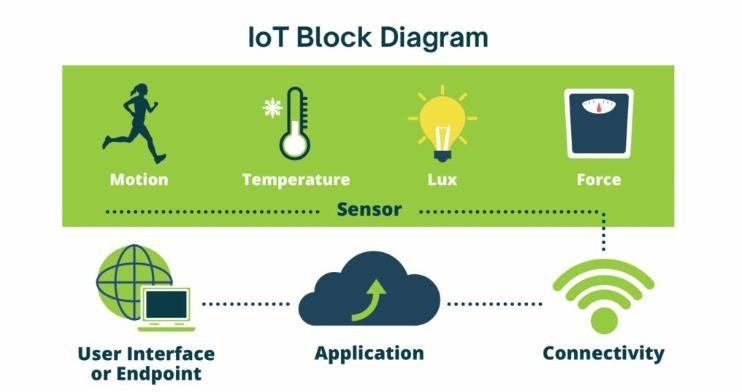 IoT Block Diagram
Motion
Temperature
Lux
Force
Sensor
User Interface
or Endpoint
Application
Connectivity